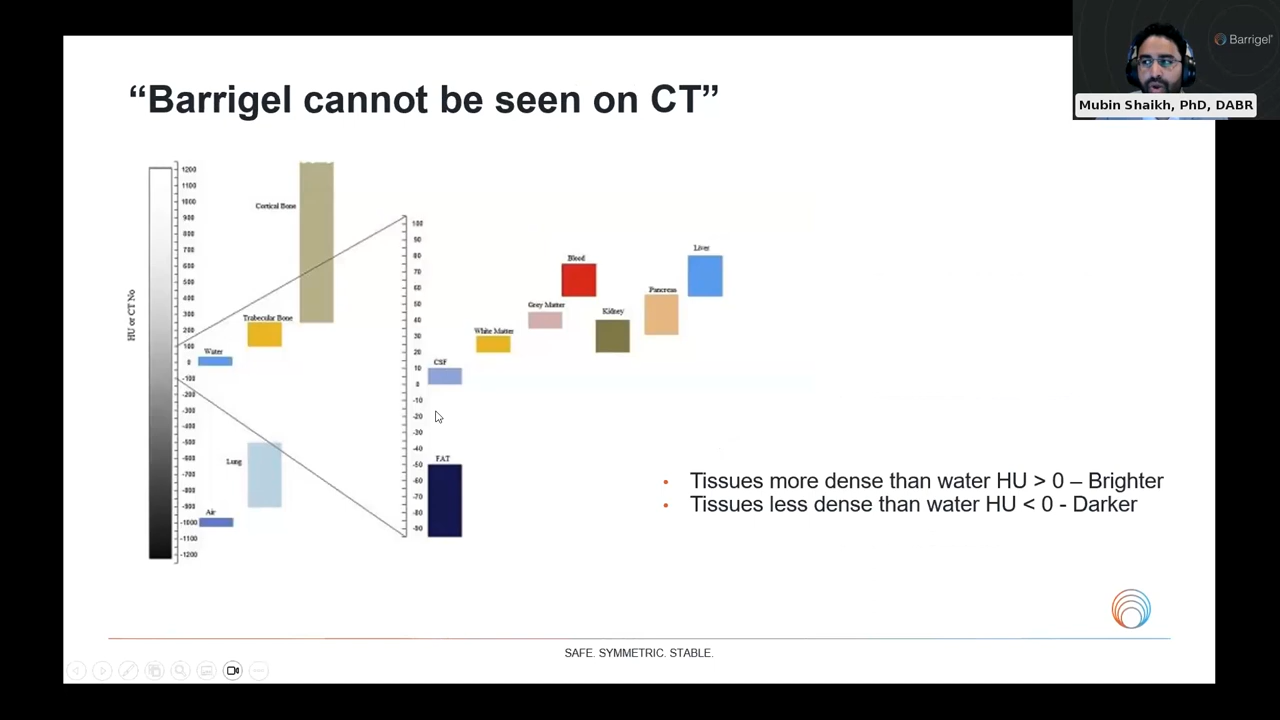 Barrigel
Mubin Shaikh, PhD, DABR
“Barrigel cannot be seen on CT”
HU or CT No
1200
1100
1000
900
800
700
600
500
400
300
200
100
0
-100
-200
-300
-400
-500
-600
-700
-800
-900
-1000
-1100
-1200
Cortical Bone
Trabecular Bone
Water
Lung
Air
100
90
80
70
60
50
40
30
20
10
0
-10
-20
-30
-40
-50
-60
-70
-80
-90
Liver
Blood
Pancreas
Grey Matter
Kidney
White Matter
CSF
FAT
• Tissues more dense than water HU > 0 – Brighter
• Tissues less dense than water HU < 0 - Darker
SAFE. SYMMETRIC. STABLE.